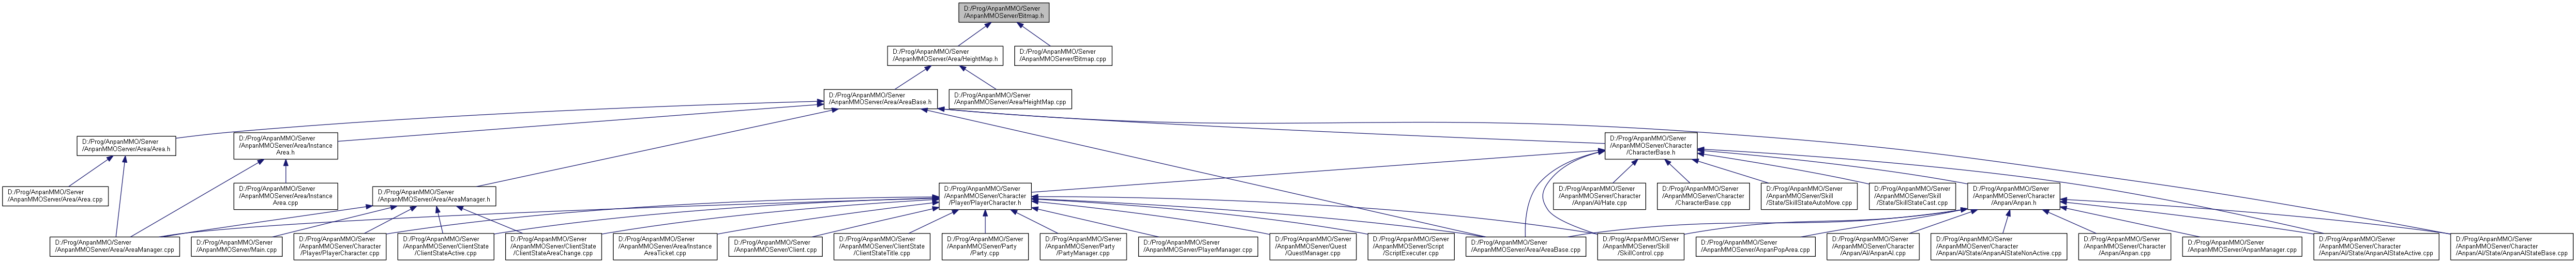 D:/Prog/AnpanMMO/Server
/AnpanMMOServer/Bitmap.h
D:/Prog/AnpanMMO/Server
/AnpanMMOServer/Area/HeightMap.h
D:/Prog/AnpanMMO/Server
/AnpanMMOServer/Bitmap.cpp
D:/Prog/AnpanMMO/Server
/AnpanMMOServer/Area/AreaBase.h
D:/Prog/AnpanMMO/Server
/AnpanMMOServer/Area/HeightMap.cpp
D:/Prog/AnpanMMO/Server
/AnpanMMOServer/Area/Area.h
D:/Prog/AnpanMMO/Server
/AnpanMMOServer/Area/Instance
Area.h
D:/Prog/AnpanMMO/Server
/AnpanMMOServer/Character
/CharacterBase.h
D:/Prog/AnpanMMO/Server
/AnpanMMOServer/Area/Area.cpp
D:/Prog/AnpanMMO/Server
/AnpanMMOServer/Area/Instance
Area.cpp
D:/Prog/AnpanMMO/Server
/AnpanMMOServer/Area/AreaManager.h
D:/Prog/AnpanMMO/Server
/AnpanMMOServer/Character
/Player/PlayerCharacter.h
D:/Prog/AnpanMMO/Server
/AnpanMMOServer/Character
/Anpan/AI/Hate.cpp
D:/Prog/AnpanMMO/Server
/AnpanMMOServer/Character
/CharacterBase.cpp
D:/Prog/AnpanMMO/Server
/AnpanMMOServer/Skill
/State/SkillStateAutoMove.cpp
D:/Prog/AnpanMMO/Server
/AnpanMMOServer/Skill
/State/SkillStateCast.cpp
D:/Prog/AnpanMMO/Server
/AnpanMMOServer/Character
/Anpan/Anpan.h
D:/Prog/AnpanMMO/Server
/AnpanMMOServer/Area/AreaManager.cpp
D:/Prog/AnpanMMO/Server
/AnpanMMOServer/Main.cpp
D:/Prog/AnpanMMO/Server
/AnpanMMOServer/Character
/Player/PlayerCharacter.cpp
D:/Prog/AnpanMMO/Server
/AnpanMMOServer/ClientState
/ClientStateActive.cpp
D:/Prog/AnpanMMO/Server
/AnpanMMOServer/ClientState
/ClientStateAreaChange.cpp
D:/Prog/AnpanMMO/Server
/AnpanMMOServer/Area/Instance
AreaTicket.cpp
D:/Prog/AnpanMMO/Server
/AnpanMMOServer/Client.cpp
D:/Prog/AnpanMMO/Server
/AnpanMMOServer/ClientState
/ClientStateTitle.cpp
D:/Prog/AnpanMMO/Server
/AnpanMMOServer/Party
/Party.cpp
D:/Prog/AnpanMMO/Server
/AnpanMMOServer/Party
/PartyManager.cpp
D:/Prog/AnpanMMO/Server
/AnpanMMOServer/PlayerManager.cpp
D:/Prog/AnpanMMO/Server
/AnpanMMOServer/Quest
/QuestManager.cpp
D:/Prog/AnpanMMO/Server
/AnpanMMOServer/Script
/ScriptExecuter.cpp
D:/Prog/AnpanMMO/Server
/AnpanMMOServer/Area/AreaBase.cpp
D:/Prog/AnpanMMO/Server
/AnpanMMOServer/Skill
/SkillControl.cpp
D:/Prog/AnpanMMO/Server
/AnpanMMOServer/AnpanPopArea.cpp
D:/Prog/AnpanMMO/Server
/AnpanMMOServer/Character
/Anpan/AI/AnpanAI.cpp
D:/Prog/AnpanMMO/Server
/AnpanMMOServer/Character
/Anpan/AI/State/AnpanAIStateNonActive.cpp
D:/Prog/AnpanMMO/Server
/AnpanMMOServer/Character
/Anpan/Anpan.cpp
D:/Prog/AnpanMMO/Server
/AnpanMMOServer/AnpanManager.cpp
D:/Prog/AnpanMMO/Server
/AnpanMMOServer/Character
/Anpan/AI/State/AnpanAIStateActive.cpp
D:/Prog/AnpanMMO/Server
/AnpanMMOServer/Character
/Anpan/AI/State/AnpanAIStateBase.cpp